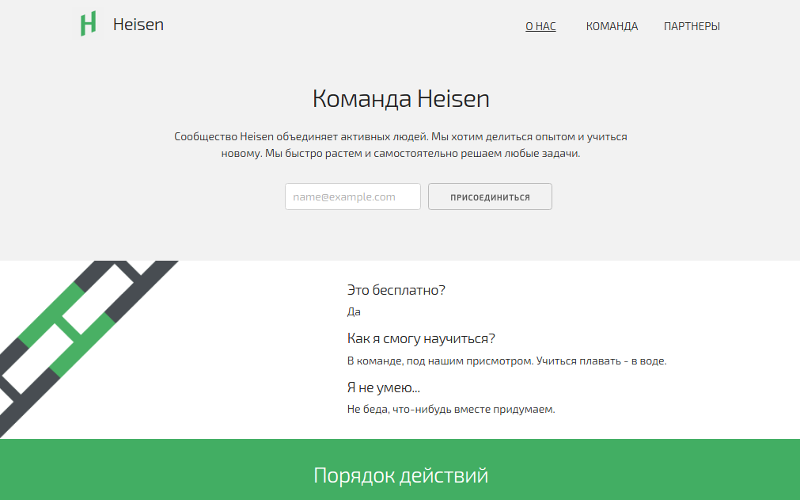 Heisen
О НАС
КОМАНДА
ПАРТНЕРЫ
Команда Heisen
Сообщество Heisen объединяет активных людей. Мы хотим делиться опытом и учиться
новому. Мы быстро растем и самостоятельно решаем любые задачи.
name@example.com
ПРИСОЕДИНИТЬСЯ
Это бесплатно?
Да
Как я смогу научиться?
В команде, под нашим присмотром. Учиться плавать - в воде.
Я не умею...
Не беда, что-нибудь вместе придумаем.
Порядок действий